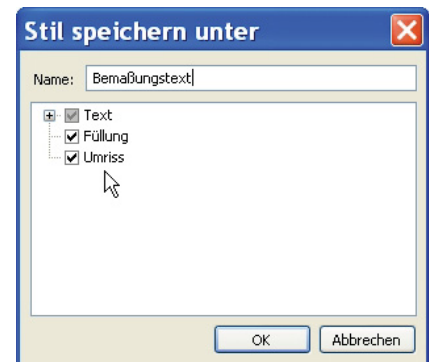 Stil speichern unter
Name: Bemaßungstext
Text
Füllung
Umriss
OK Abbrechen